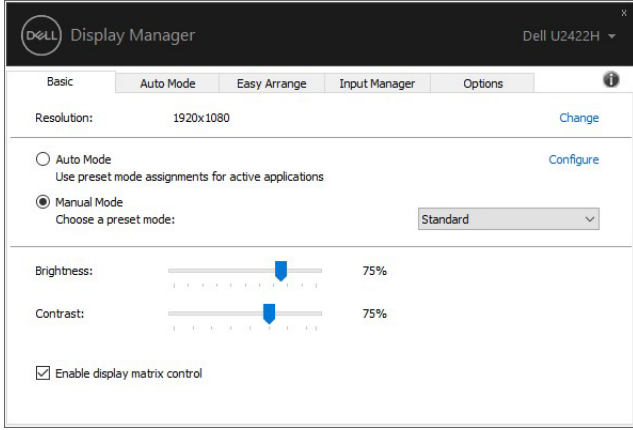 x
DELL Display Manager Dell U2422H
Basic Auto Mode Easy Arrange Input Manager Options i
Resolution: 1920x1080 Change
Auto Mode Configure
Use preset mode assignments for active applications
Manual Mode
Choose a preset mode: Standard
Brightness: 75%
Contrast: 75%
Enable display matrix control